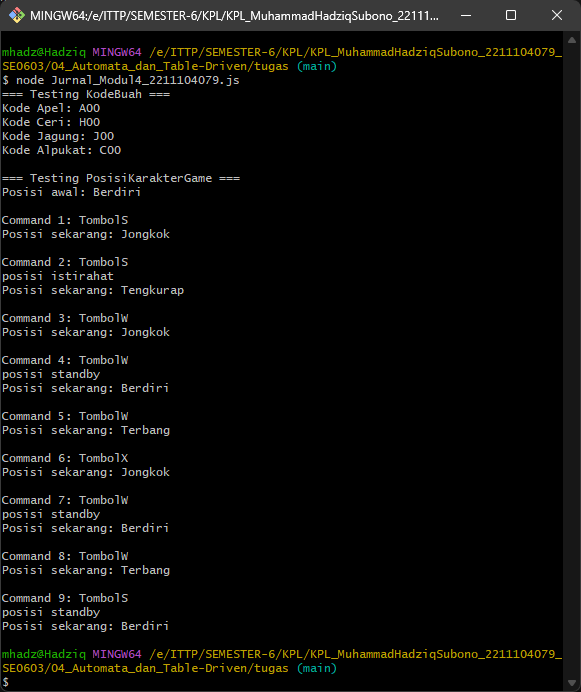 MINGW64:/e/ITTP/SEMESTER-6/KPL/KPL_MuhammadHadziqSubono_22111...
mhadz@Hadziq MINGW64 /e/ITTP/SEMESTER-6/KPL/KPL_MuhammadHadziqSubono_2211104079_
SE0603/04_Automata_dan_Table-Driven/tugas (main)
$ node Jurnal_Modul4_2211104079.js
=== Testing KodeBuah ===
Kode Apel: A00
Kode Ceri: H00
Kode Jagung: J00
Kode Alpukat: C00
=== Testing PosisiKarakterGame ===
Posisi awal: Berdiri
Command 1: TombolS
Posisi sekarang: Jongkok
Command 2: TombolS
posisi istirahat
Posisi sekarang: Tengkurap
Command 3: TombolW
Posisi sekarang: Jongkok
Command 4: TombolW
posisi standby
Posisi sekarang: Berdiri
Command 5: TombolW
Posisi sekarang: Terbang
Command 6: TombolX
Posisi sekarang: Jongkok
Command 7: TombolW
posisi standby
Posisi sekarang: Berdiri
Command 8: TombolW
Posisi sekarang: Terbang
Command 9: TombolS
posisi standby
Posisi sekarang: Berdiri
mhadz@Hadziq MINGW64 /e/ITTP/SEMESTER-6/KPL/KPL_MuhammadHadziqSubono_2211104079_
SE0603/04_Automata_dan_Table-Driven/tugas (main)
$